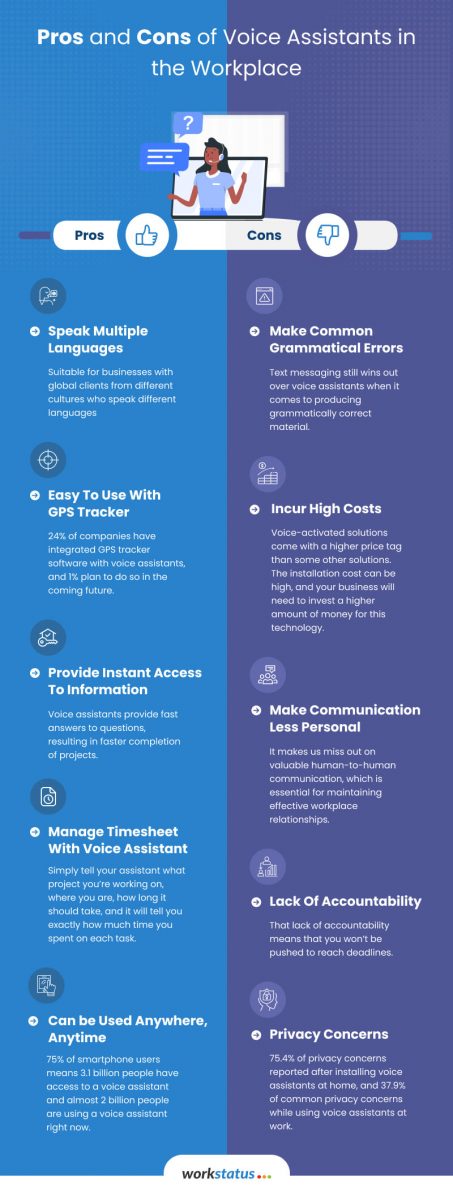 Pros and Cons of Voice Assistants in
the Workplace
?
Pros
Cons
Speak Multiple
Languages
Suitable for businesses with
global clients from different
cultures who speak different
languages
Easy To Use With
GPS Tracker
24% of companies have
integrated GPS tracker
software with voice assistants,
and 1% plan to do so in the
coming future.
Provide Instant Access
To Information
Voice assistants provide fast
answers to questions,
resulting in faster completion
of projects.
Manage Timesheet
With Voice Assistant
Simply tell your assistant what
project you're working on,
where you are, how long it
should take, and it will tell you
exactly how much time you
spent on each task.
Can be Used Anywhere,
Anytime
75% of smartphone users
means 3.1 billion people have
access to a voice assistant
and almost 2 billion people
are using a voice assistant
right now.
Make Common
Grammatical Errors
Text messaging still wins out
over voice assistants when it
comes to producing
grammatically correct
material.
Incur High Costs
Voice-activated solutions
come with a higher price tag
than some other solutions.
The installation cost can be
high, and your business will
need to invest a higher
amount of money for this
technology.
Make Communication
Less Personal
It makes us miss out on
valuable human-to-human
communication, which is
essential for maintaining
effective workplace
relationships.
Lack Of Accountability
That lack of accountability
means that you won't be
pushed to reach deadlines.
Privacy Concerns
75.4% of privacy concerns
reported after installing voice
assistants at home, and 37.9%
of common privacy concerns
while using voice assistants at
work.
workstatus